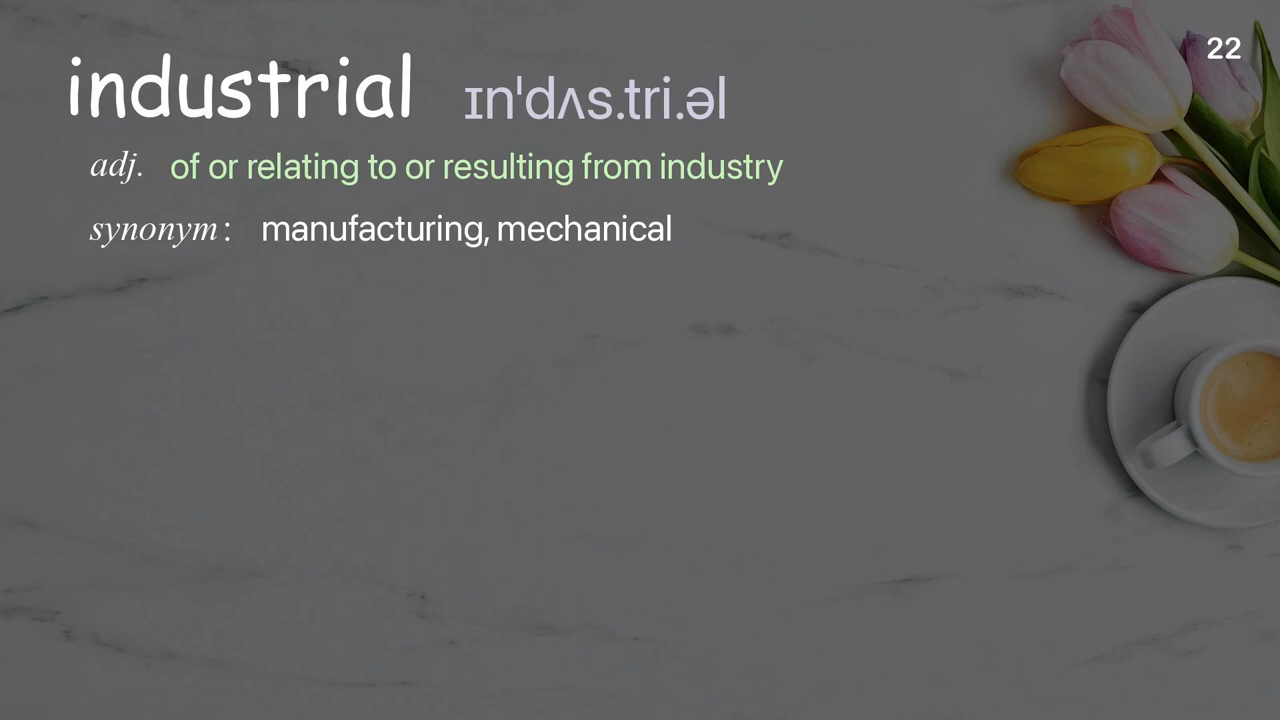 22
industrial ɪnˈdʌs.tri.əl
adj. of or relating to or resulting from industry
synonym: manufacturing, mechanical